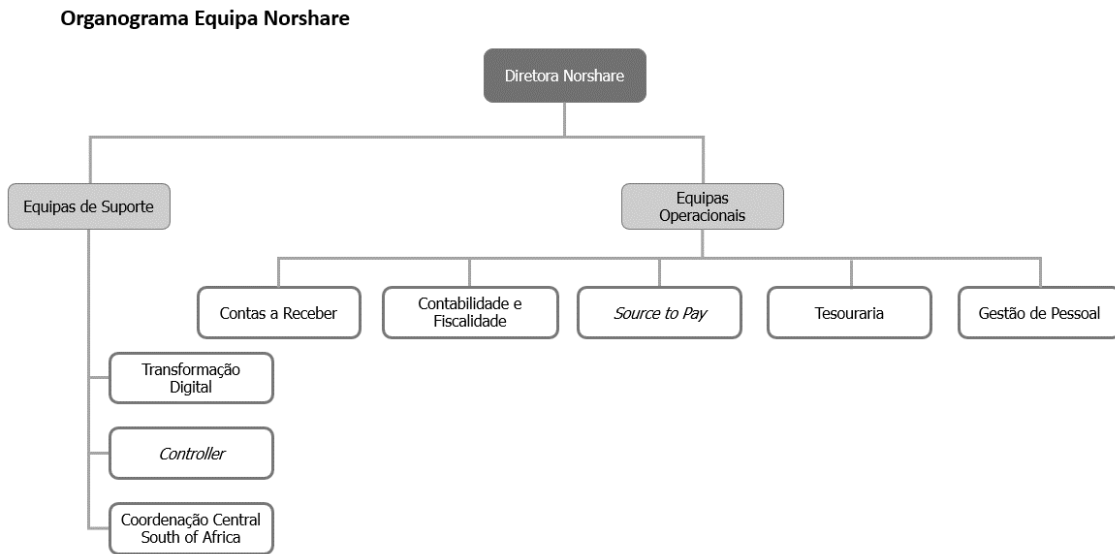 Organograma Equipa Norshare
Diretora Norshare
Equipas de Suporte
Equipas
Operacionais
Contas a Receber
Contabilidade e
Fiscalidade
Source to Pay
Tesouraria
Gestão de Pessoal
Transformação
Digital
Controller
Coordenação Central
South of Africa